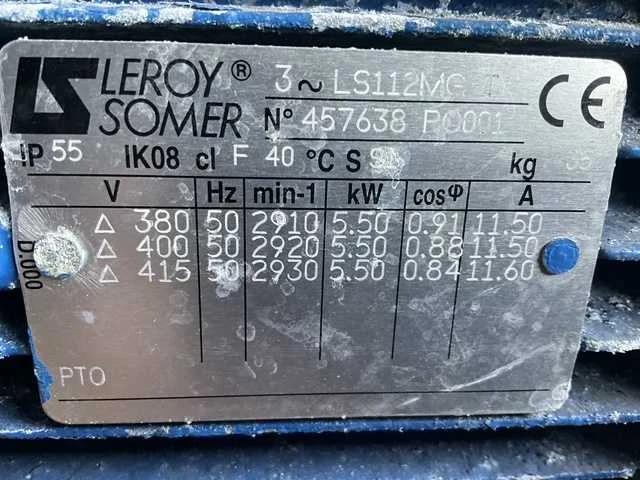 LEROY® 3~ LS112MG
SOMER N° 457638 PO001 CE
IP 55 IK08 cl F 40 °C S kg
V Hz min-1 kW cosφ A
△ 380 50 2910 5.50 0.91 11.50
△ 400 50 2920 5.50 0.88 11.50
△ 415 50 2930 5.50 0.84 11.60
D.000
PTO